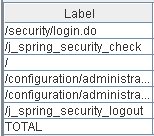 Label
/security/login.do
/j_spring_security_check
/
/configuration/administra...
/configuration/administra...
/j_spring_security_logout
TOTAL